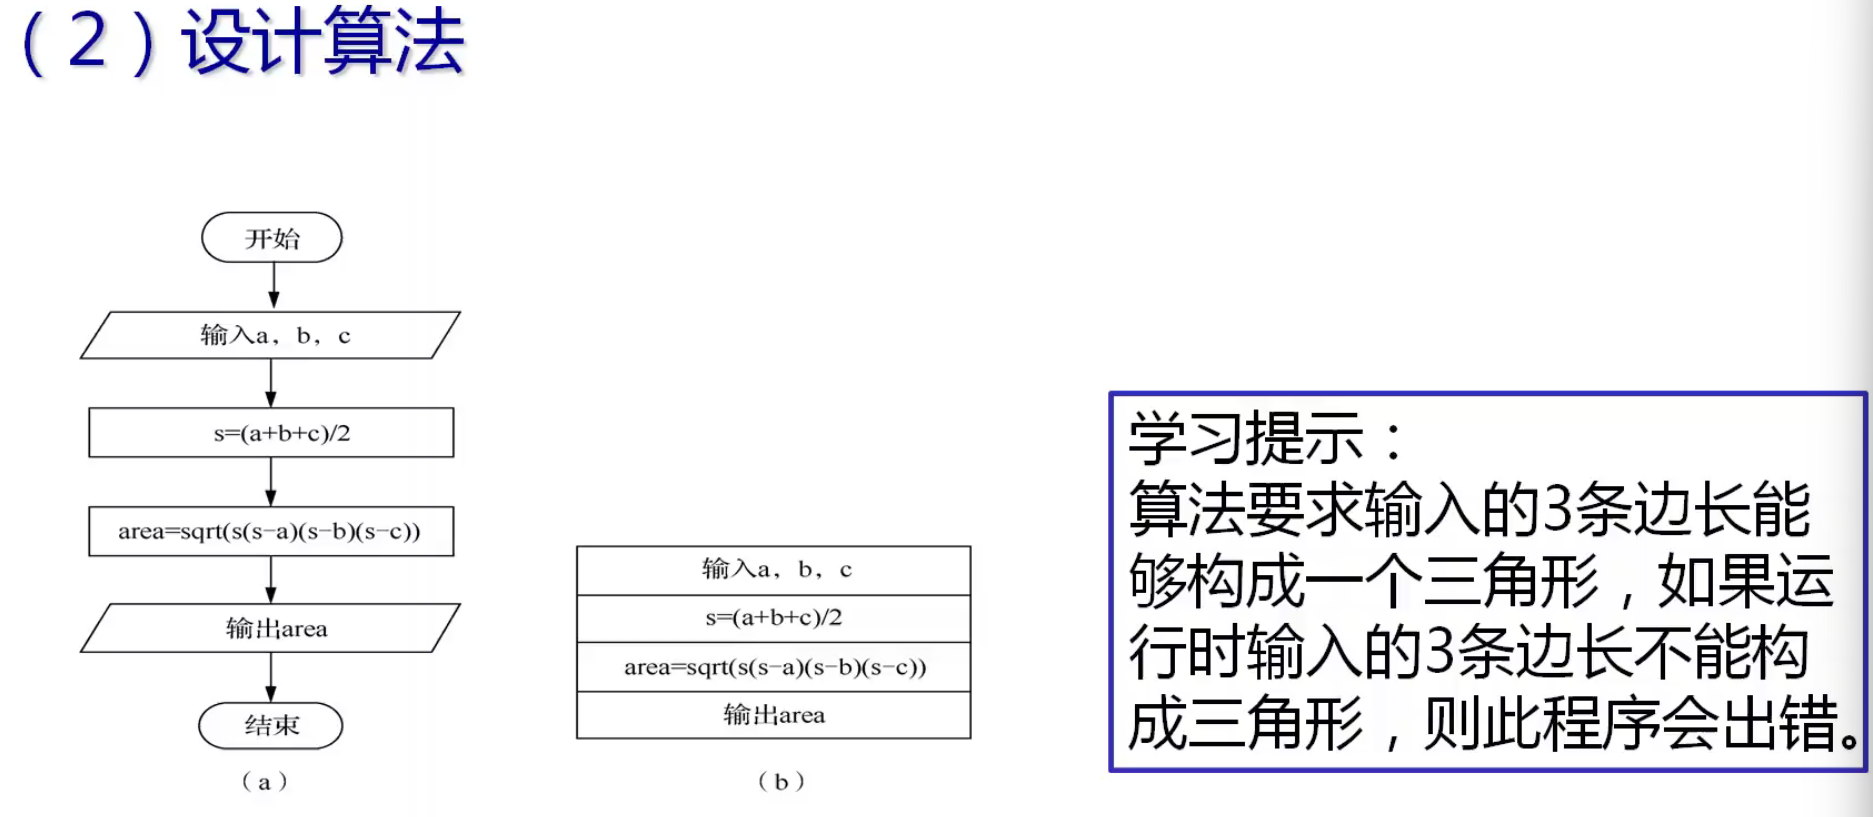 （2）设计算法
开始
输入a，b，c
s=(a+b+c)/2
area=sqrt(s(s-a)(s-b)(s-c))
输出area
结束
（a）
输入a，b，c
s=(a+b+c)/2
area=sqrt(s(s-a)(s-b)(s-c))
输出area
（b）
学习提示：
算法要求输入的3条边长能
够构成一个三角形，如果运
行时输入的3条边长不能构
成三角形，则此程序会出错。